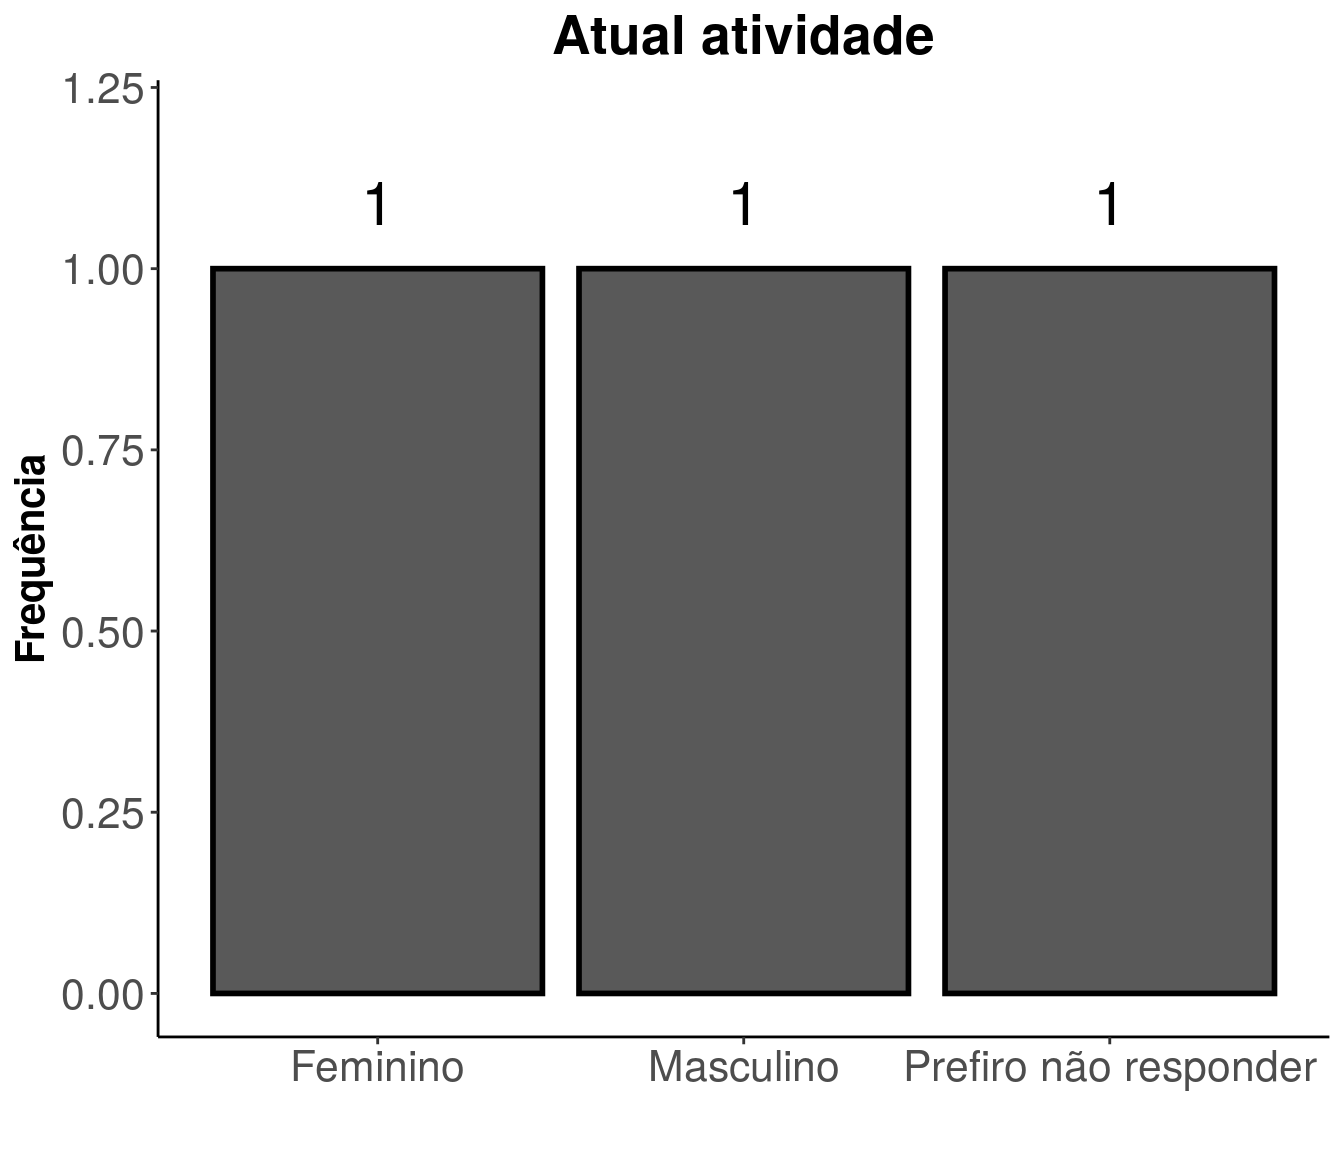 Atual atividade
1.25
1.00
0.75
0.50
0.25
0.00
Frequência
1 1 1
Feminino Masculino Prefiro não responder